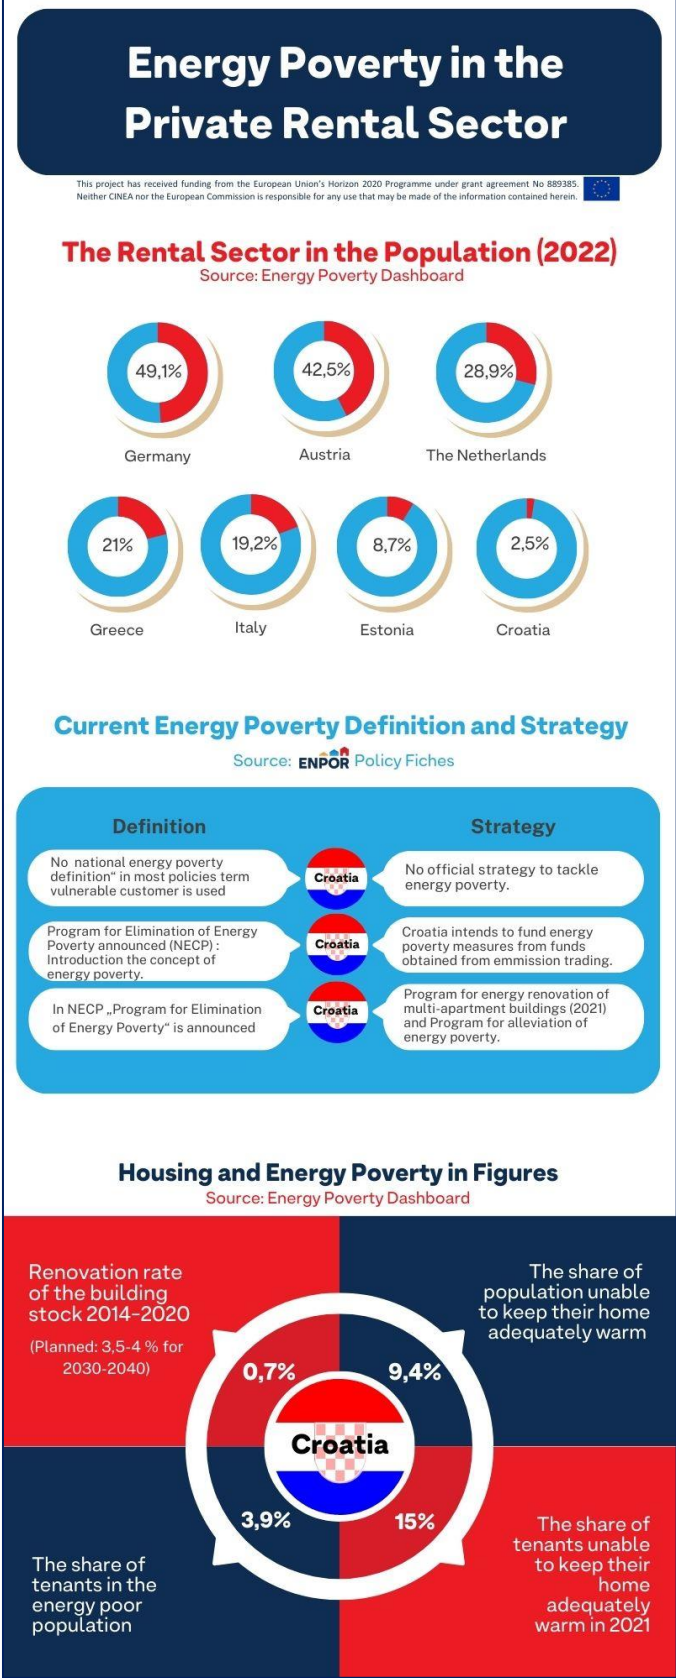 Energy Poverty in the
Private Rental Sector
This project has received funding from the European Union's Horizon 2020 Programme under grant agreement No 889385.
Neither CINEA nor the European Commission is responsible for any use that may be made of the information contained herein.
The Rental Sector in the Population (2022)
Source: Energy Poverty Dashboard
49,1%
42,5%
28,9%
Germany
Austria
The Netherlands
21%
19,2%
8,7%
2,5%
Greece
Italy
Estonia
Croatia
Current Energy Poverty Definition and Strategy
Source: ENPOR Policy Fiches
Definition
Strategy
No national energy poverty
definition“ in most policies term
vulnerable customer is used
Croatia
No official strategy to tackle
energy poverty.
Program for Elimination of Energy
Poverty announced (NECP) :
Introduction the concept of
energy poverty.
Croatia
Croatia intends to fund energy
poverty measures from funds
obtained from emmission trading.
In NECP „Program for Elimination
of Energy Poverty“ is announced
Croatia
Program for energy renovation of
multi-apartment buildings (2021)
and Program for alleviation of
energy poverty.
Housing and Energy Poverty in Figures
Source: Energy Poverty Dashboard
Renovation rate
of the building
stock 2014-2020
(Planned: 3,5-4 % for
2030-2040)
The share of
population unable
to keep their home
adequately warm
0,7%
9,4%
Croatia
3,9%
15%
The share of
tenants in the
energy poor
population
The share of
tenants unable
to keep their
home
adequately
warm in 2021